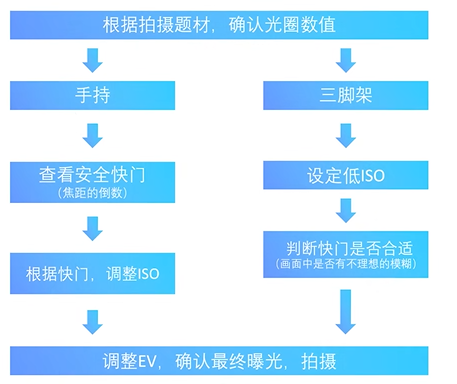 根据拍摄题材，确认光圈数值
手持
三脚架
查看安全快门
（焦距的倒数）
设定低ISO
根据快门，调整ISO
判断快门是否合适
（画面中是否有不理想的模糊）
调整EV，确认最终曝光，拍摄